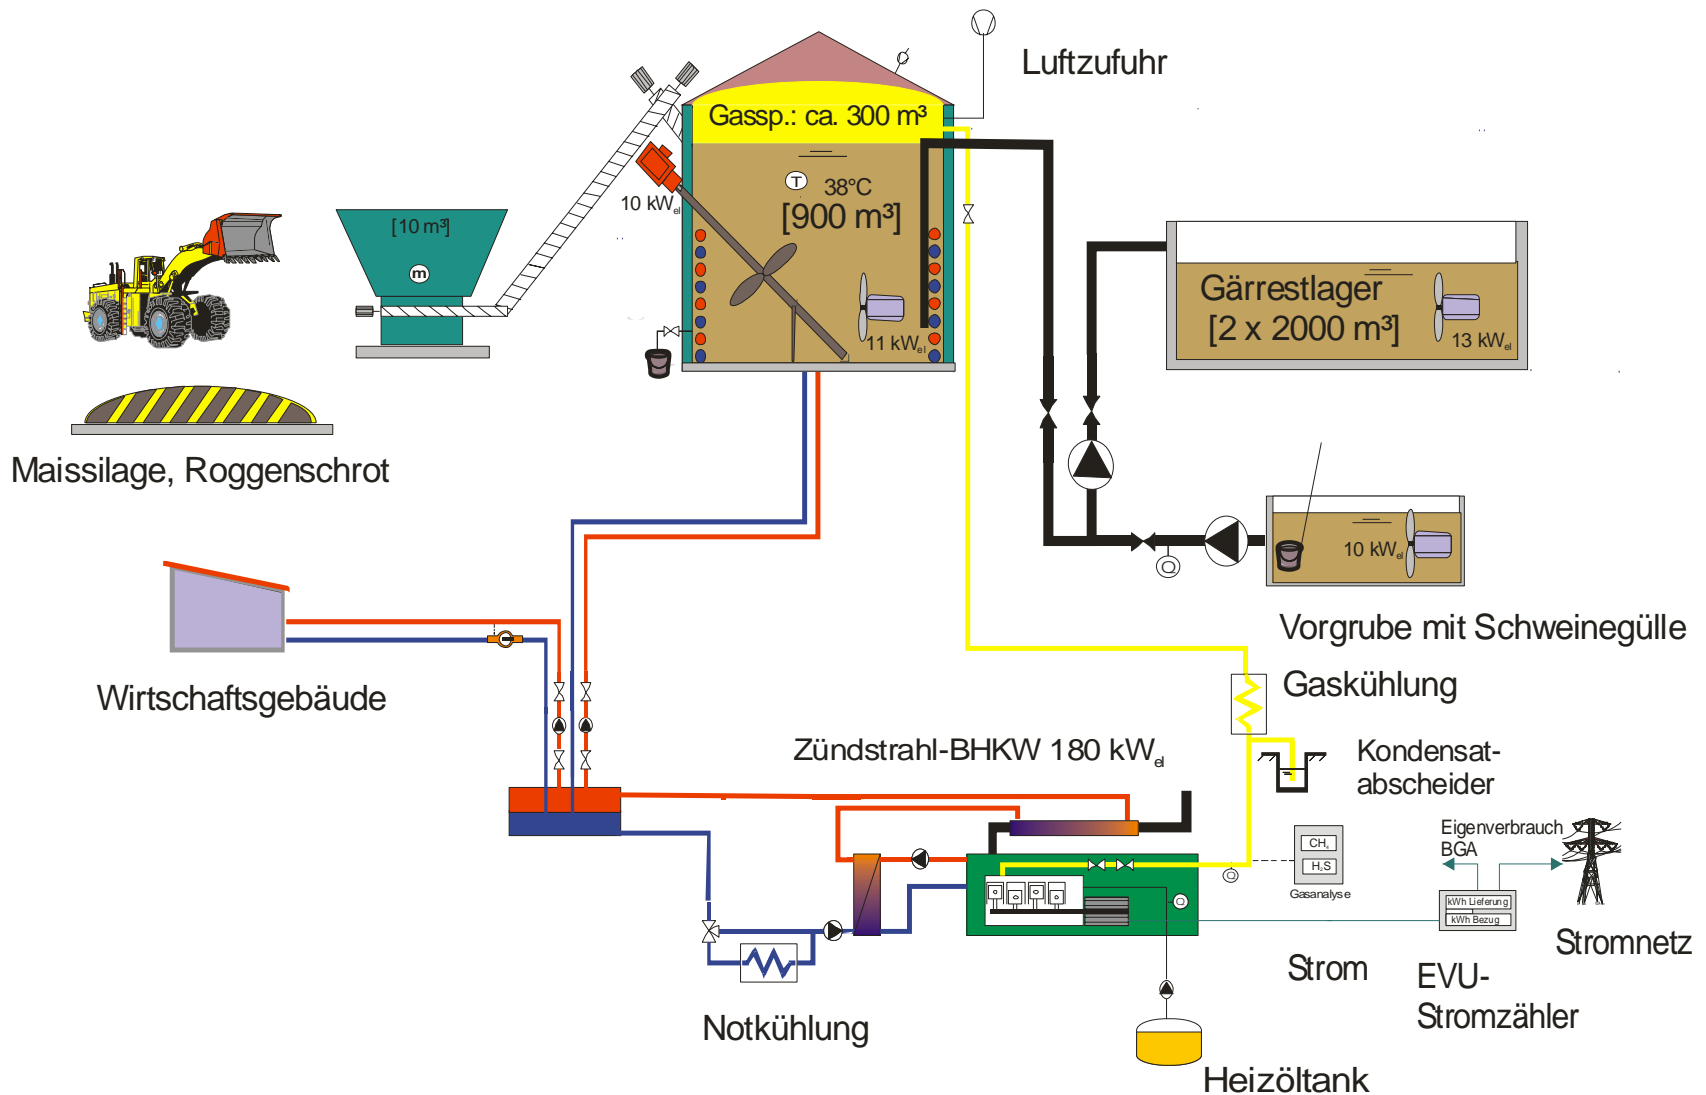 Luftzufuhr
Gassp.: ca. 300 m³
T
38°C
[900 m³]
10 kWel
11 kWel
[10 m³]
m
Maissilage, Roggenschrot
Gärrestlager
[2 x 2000 m³]
13 kWel
10 kWel
Q
Vorgrube mit Schweinegülle
Wirtschaftsgebäude
Gaskühlung
Zündstrahl-BHKW 180 kWel
Kondensat-
abscheider
CH₄
H₂S
Gasanalyse
Q
Q
Eigenverbrauch
BGA
kWh Lieferung
kWh Bezug
Stromnetz
Strom
EVU-
Stromzähler
Notkühlung
Heizöltank